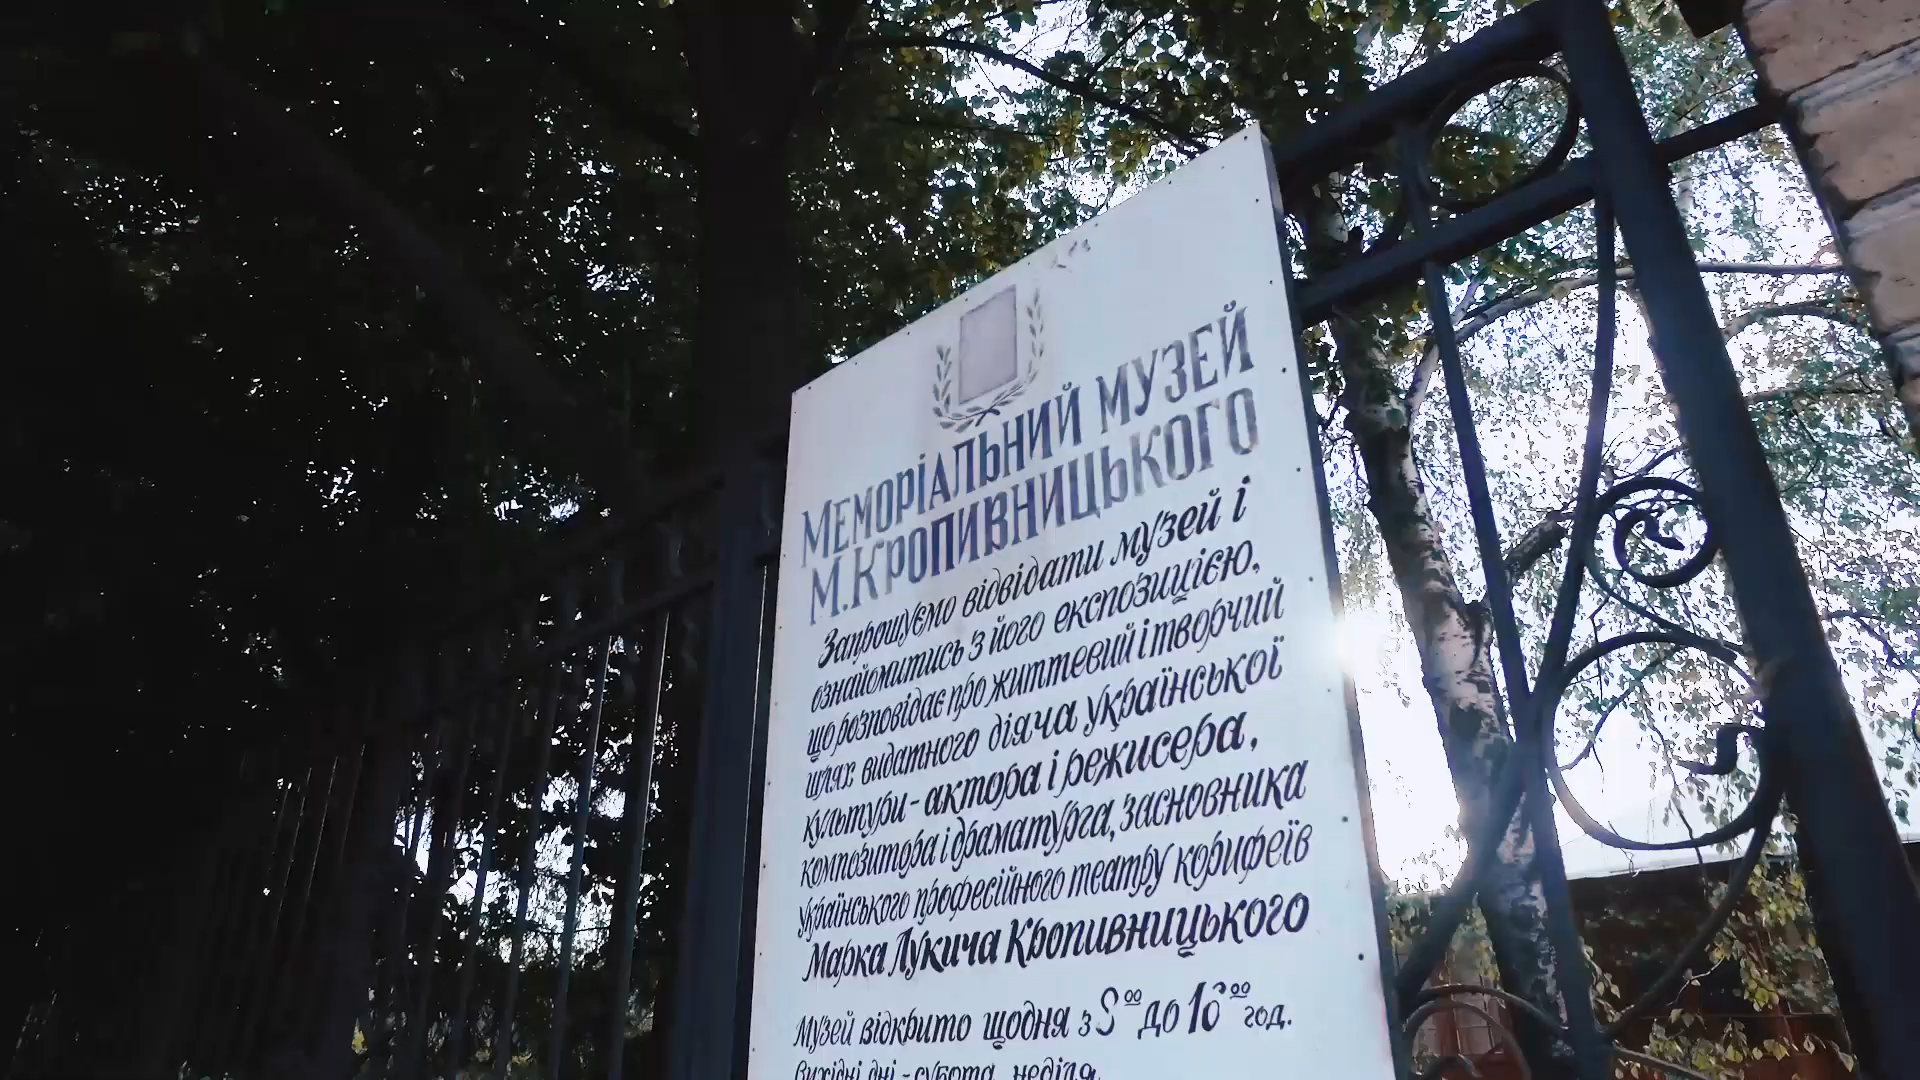 Меморіальний музей
М.Кропивницького
Запрошуємо відвідати музей і
ознайомитись з його експозицією,
що розповідає про життєвий і творчий
шлях видатного діяча української
культури - актора і режисера,
композитора і драматурга, засновника
українського професійного театру корифеїв
Марка Лукича Кропивницького
Музей відкрито щодня з до год.
Вихідні дні - субота, неділя.